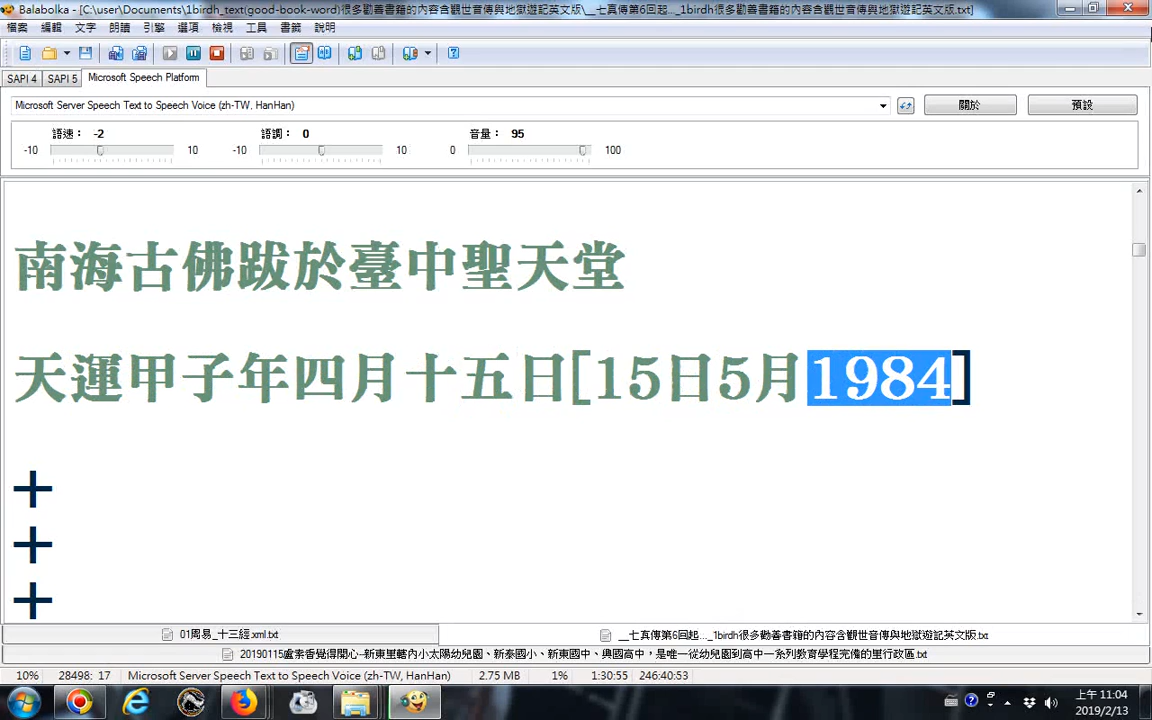 Balabolka - [C:\user\Documents\1birdh_text(good-book-word)很多勸善書籍的內容含觀世音傳與地獄遊記英文版\__七真傳第6回起..._1birdh很多勸善書籍的內容含觀世音傳與地獄遊記英文版.txt]
檔案 編輯 文字 朗讀 引擎 選項 檢視 工具 書籤 說明
SAPI 4 SAPI 5 Microsoft Speech Platform
Microsoft Server Speech Text to Speech Voice (zh-TW, HanHan) 關於 預設
語速： -2 語調： 0 音量： 95
-10 10 -10 10 0 100
南海古佛跋於臺中聖天堂
天運甲子年四月十五日[15日5月1984]
十
十
十
01周易_十三經.xml.txt __七真傳第6回起..._1birdh很多勸善書籍的內容含觀世音傳與地獄遊記英文版.txt
20190115盧素香覺得開心-新東里轄內小太陽幼兒園、新泰國小、新東國中、興國高中，是唯一從幼兒園到高中一系列教育學程完備的里行政區.txt
10% 28498: 17 Microsoft Server Speech Text to Speech Voice (zh-TW, HanHan) 2.75 MB 1% 1:30:55 246:40:53
上午 11:04
2019/2/13